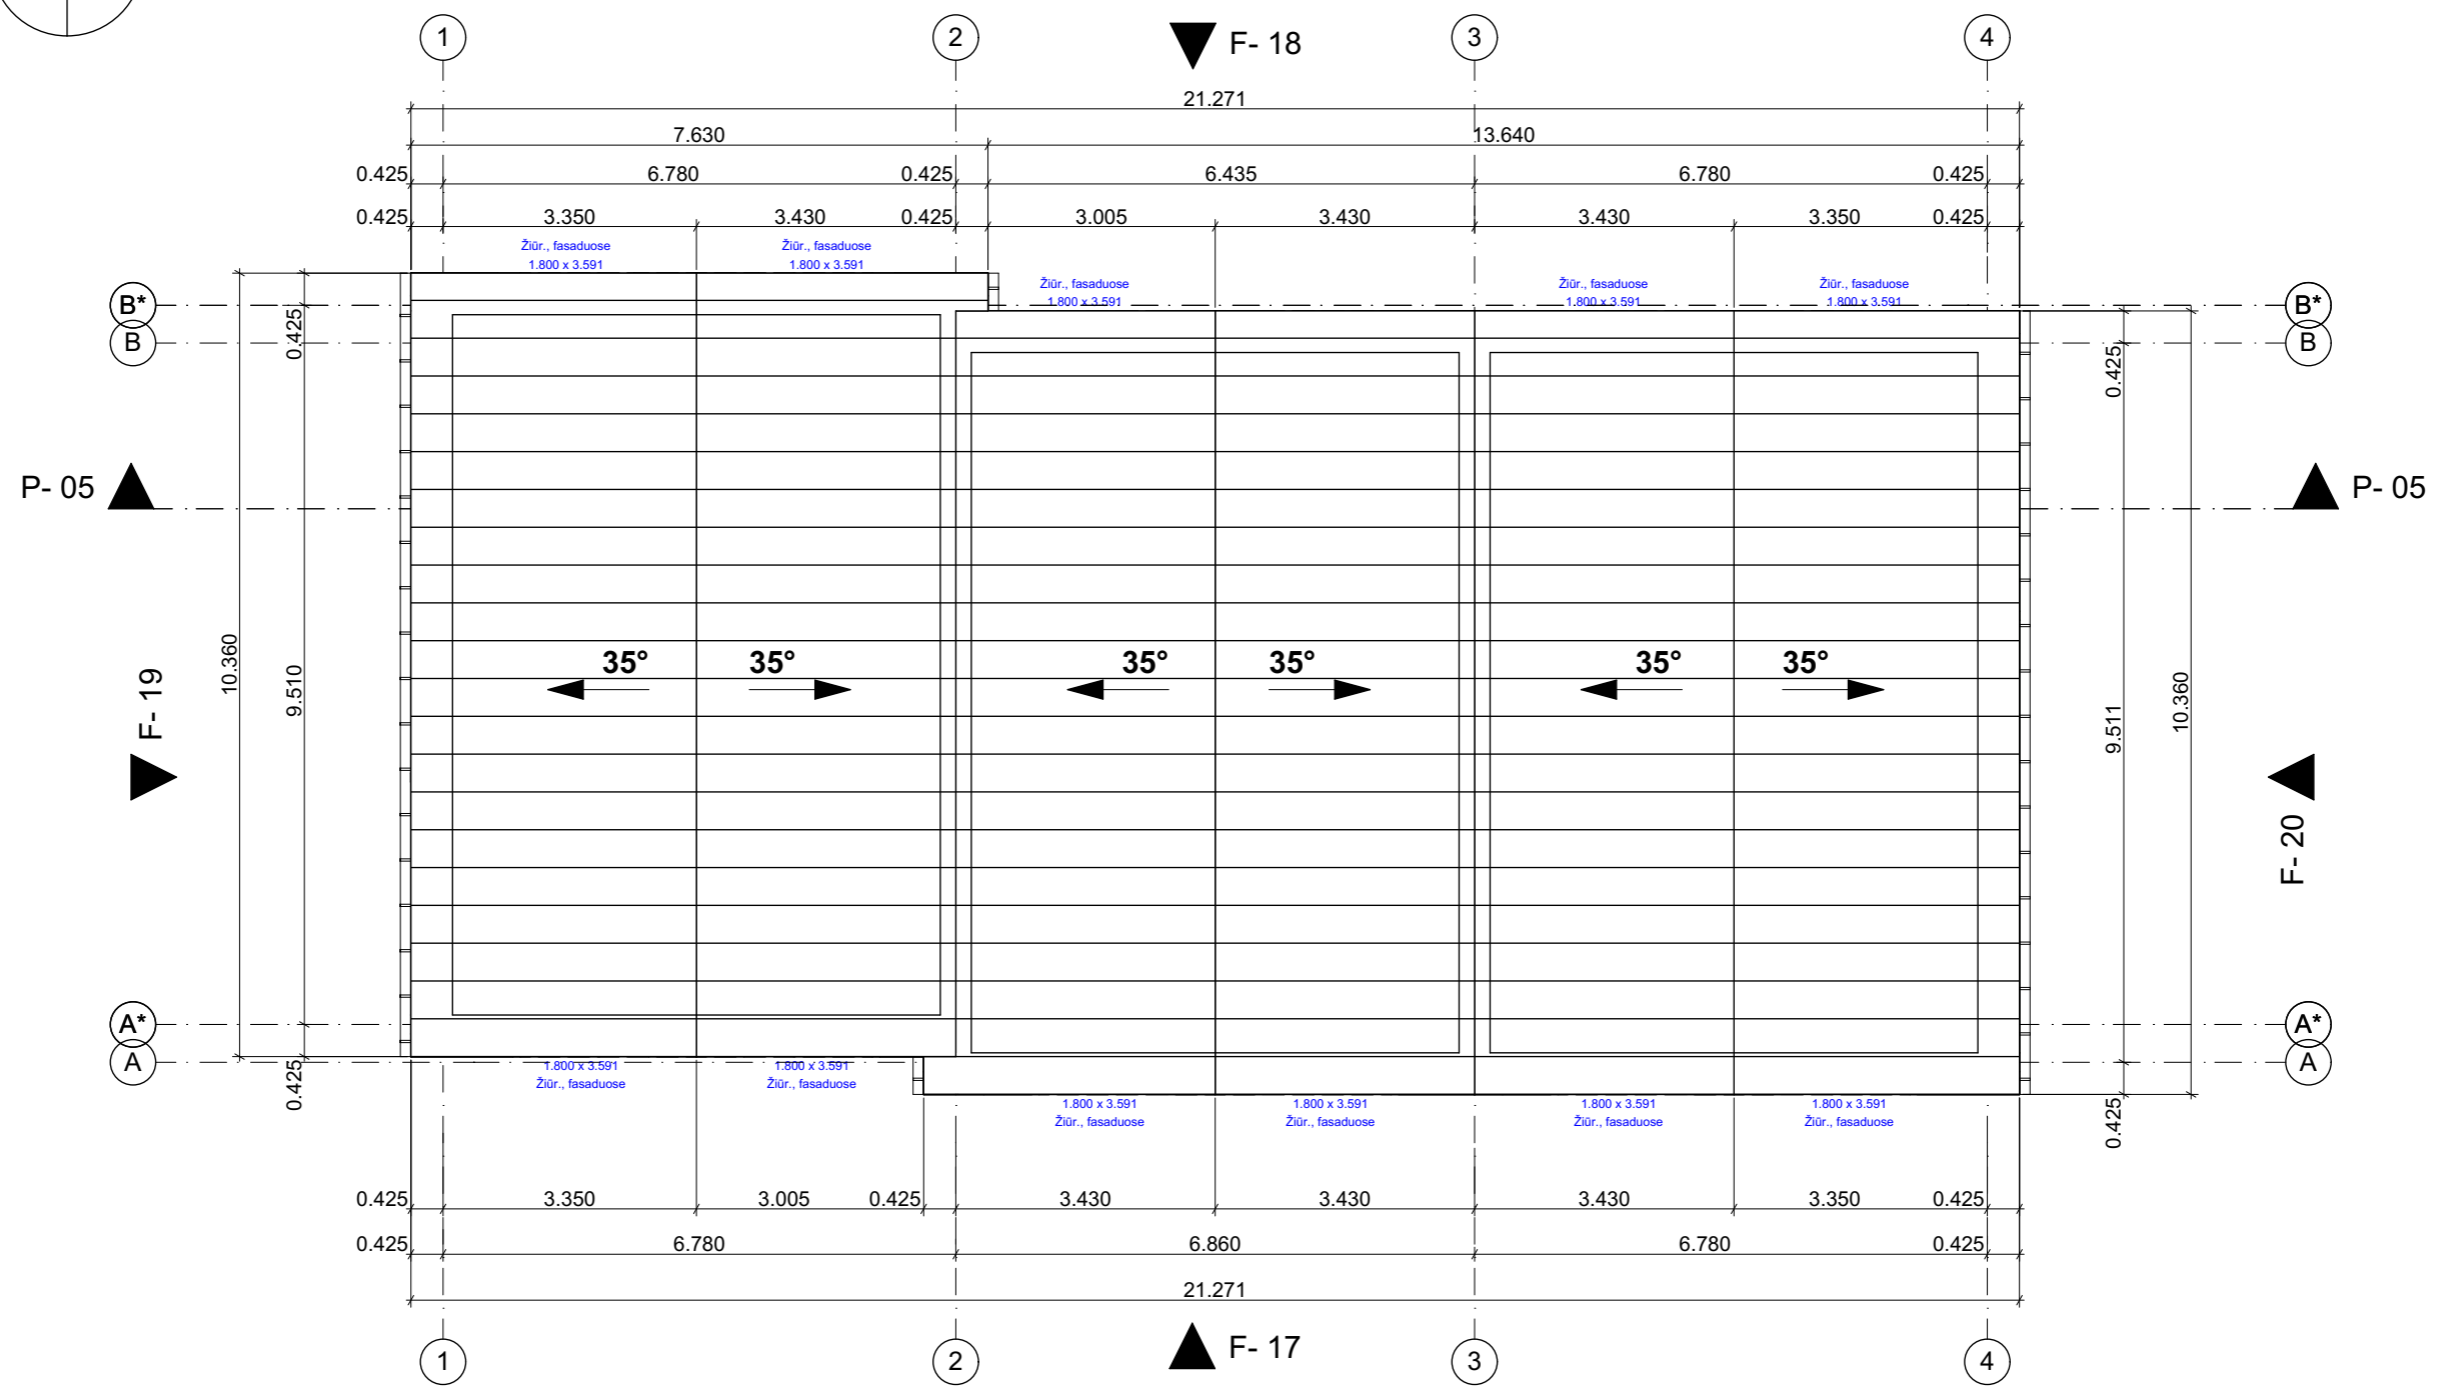 1 2 F- 18 3 4
21.271
7.630 13.640
0.425 6.780 0.425 6.435 6.780 0.425
0.425 3.350 3.430 0.425 3.005 3.430 3.430 3.350 0.425
Žiūr., fasaduose Žiūr., fasaduose
1.800 x 3.591 1.800 x 3.591
Žiūr., fasaduose Žiūr., fasaduose Žiūr., fasaduose
1.800 x 3.591 1.800 x 3.591 1.800 x 3.591
B* B*
B B
0.425 0.425
P- 05 P- 05
35° 35° 35° 35° 35° 35°
10.360 9.510 9.511 10.360
F- 19 F- 20
A* A*
A A
0.425 0.425
1.800 x 3.591 1.800 x 3.591
Žiūr., fasaduose Žiūr., fasaduose
1.800 x 3.591 1.800 x 3.591 1.800 x 3.591 1.800 x 3.591
Žiūr., fasaduose Žiūr., fasaduose Žiūr., fasaduose Žiūr., fasaduose
0.425 3.350 3.005 0.425 3.430 3.430 3.430 3.350 0.425
0.425 6.780 6.860 6.780 0.425
21.271
1 2 F- 17 3 4